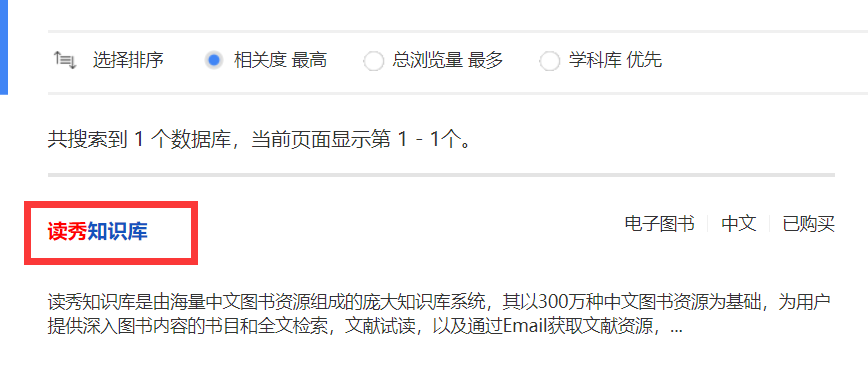 选择排序 相关度 最高 总浏览量 最多 学科库 优先
共搜索到 1 个数据库，当前页面显示第 1 - 1个。
读秀知识库 电子图书 中文 已购买
读秀知识库是由海量中文图书资源组成的庞大知识库系统，其以300万种中文图书资源为基础，为用户
提供深入图书内容的书目和全文检索，文献试读，以及通过Email获取文献资源，...